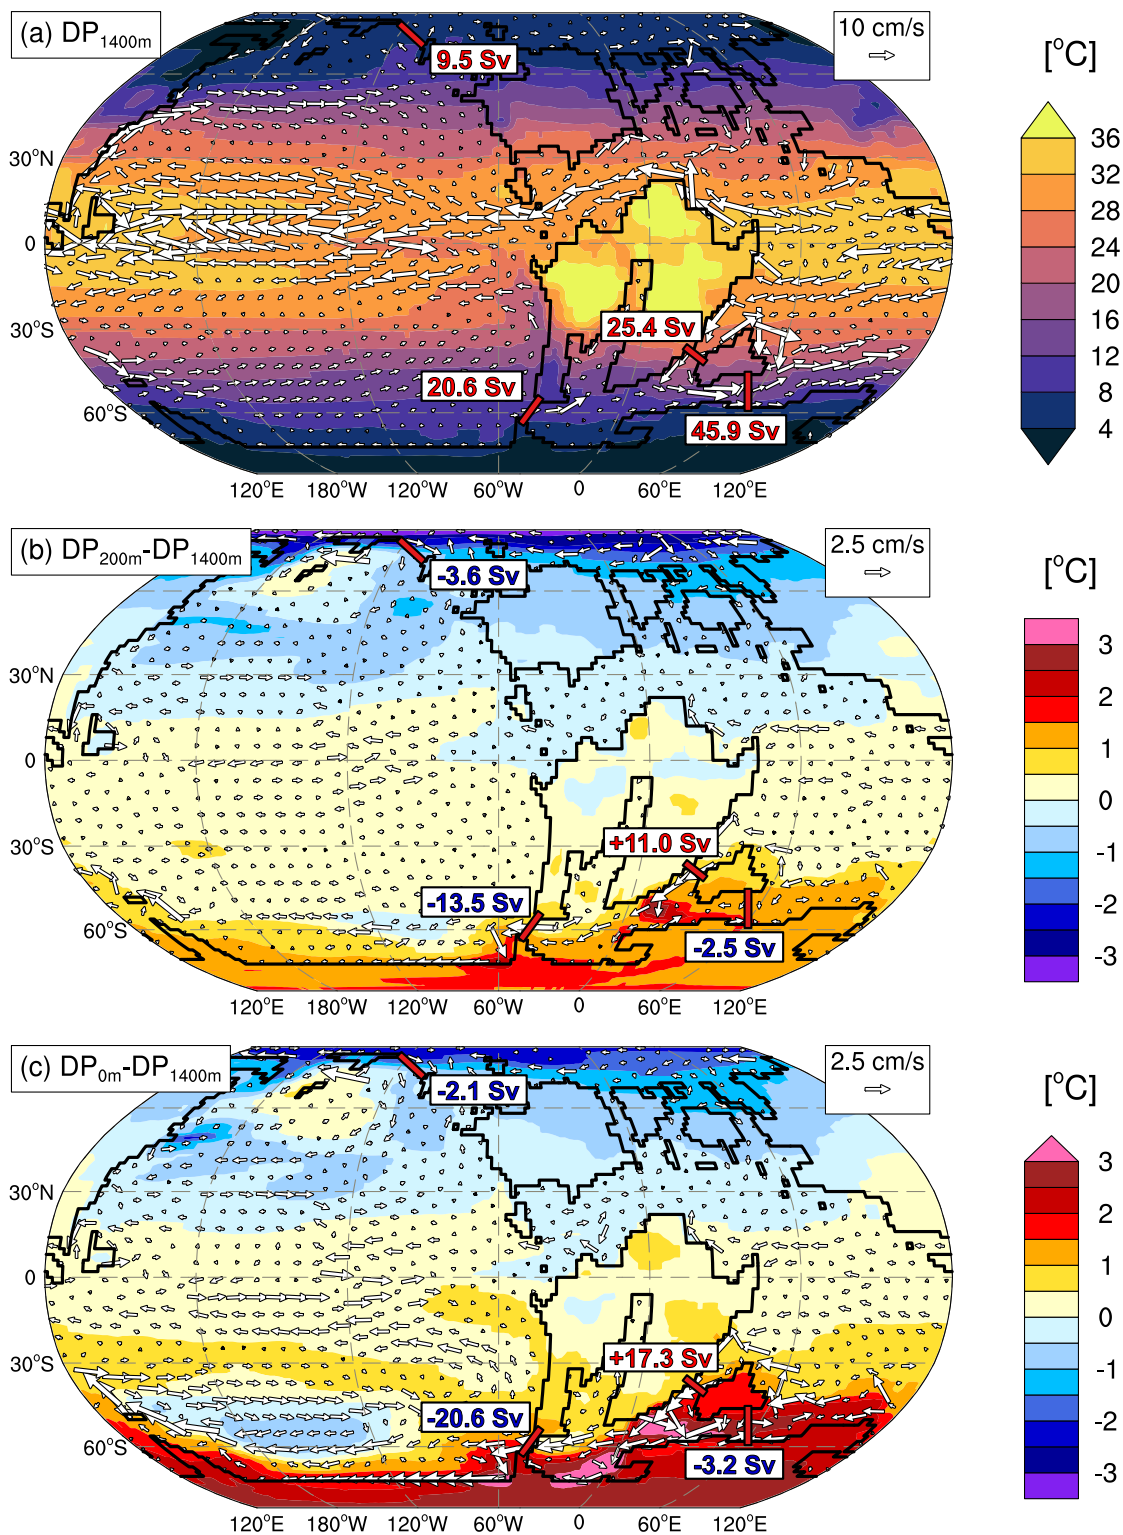 (a) DP1400m
10 cm/s
[°C]
9.5 Sv
36
32
28
24
20
16
12
8
4
30°N
0
30°S
60°S
25.4 Sv
20.6 Sv
45.9 Sv
120°E 180°W 120°W 60°W 0 60°E 120°E
(b) DP200m-DP1400m
2.5 cm/s
[°C]
-3.6 Sv
3
2
1
0
-1
-2
-3
30°N
0
30°S
60°S
+11.0 Sv
-13.5 Sv
-2.5 Sv
120°E 180°W 120°W 60°W 0 60°E 120°E
(c) DP0m-DP1400m
2.5 cm/s
[°C]
-2.1 Sv
3
2
1
0
-1
-2
-3
30°N
0
30°S
60°S
+17.3 Sv
-20.6 Sv
-3.2 Sv
120°E 180°W 120°W 60°W 0 60°E 120°E